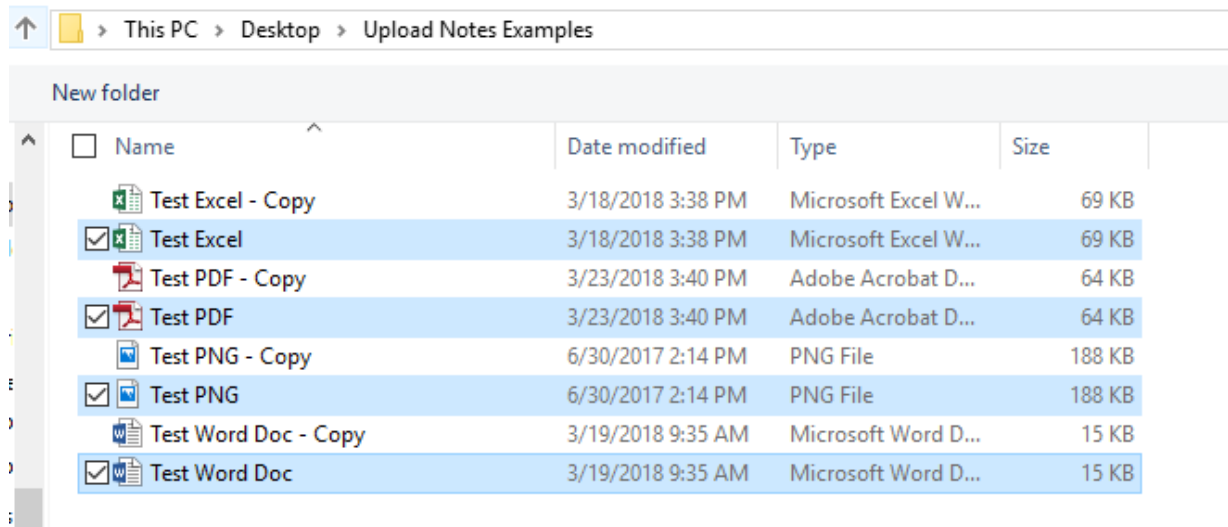 This PC > Desktop > Upload Notes Examples
New folder
Name Date modified Type Size
Test Excel - Copy 3/18/2018 3:38 PM Microsoft Excel W... 69 KB
Test Excel 3/18/2018 3:38 PM Microsoft Excel W... 69 KB
Test PDF - Copy 3/23/2018 3:40 PM Adobe Acrobat D... 64 KB
Test PDF 3/23/2018 3:40 PM Adobe Acrobat D... 64 KB
Test PNG - Copy 6/30/2017 2:14 PM PNG File 188 KB
Test PNG 6/30/2017 2:14 PM PNG File 188 KB
Test Word Doc - Copy 3/19/2018 9:35 AM Microsoft Word D... 15 KB
Test Word Doc 3/19/2018 9:35 AM Microsoft Word D... 15 KB